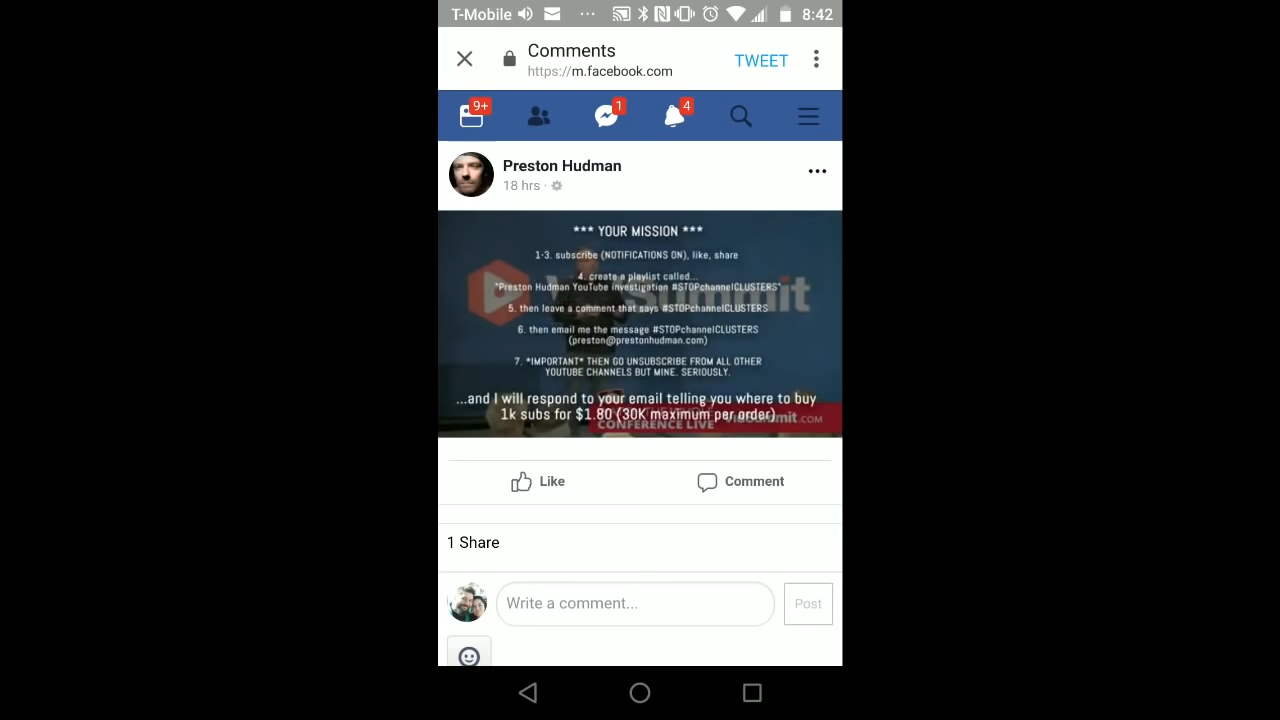 T-Mobile 8:42
Comments
https://m.facebook.com
TWEET
9+ 1 4
Preston Hudman
18 hrs ·
*** YOUR MISSION ***
1-3. subscribe (NOTIFICATIONS ON), like, share
4. create a playlist called...
"Preston Hudman YouTube investigation #STOPchannelCLUSTERS"
5. then leave a comment that says #STOPchannelCLUSTERS
6. then email me the message #STOPchannelCLUSTERS
(preston@prestonhudman.com)
7. *IMPORTANT* THEN GO UNSUBSCRIBE FROM ALL OTHER
YOUTUBE CHANNELS BUT MINE. SERIOUSLY.
...and I will respond to your email telling you where to buy
1k subs for $1.80 (30K maximum per order)
CONFERENCE LIVE
Like Comment
1 Share
Write a comment... Post